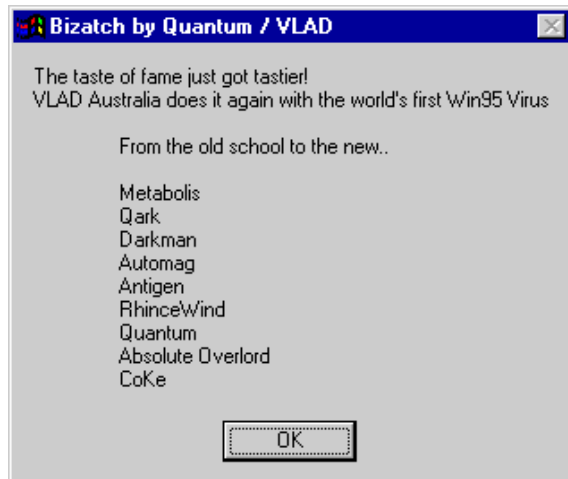 Bizatch by Quantum / VLAD
The taste of fame just got tastier!
VLAD Australia does it again with the world's first Win95 Virus
From the old school to the new..
Metabolis
Qark
Darkman
Automag
Antigen
RhinceWind
Quantum
Absolute Overlord
CoKe
OK